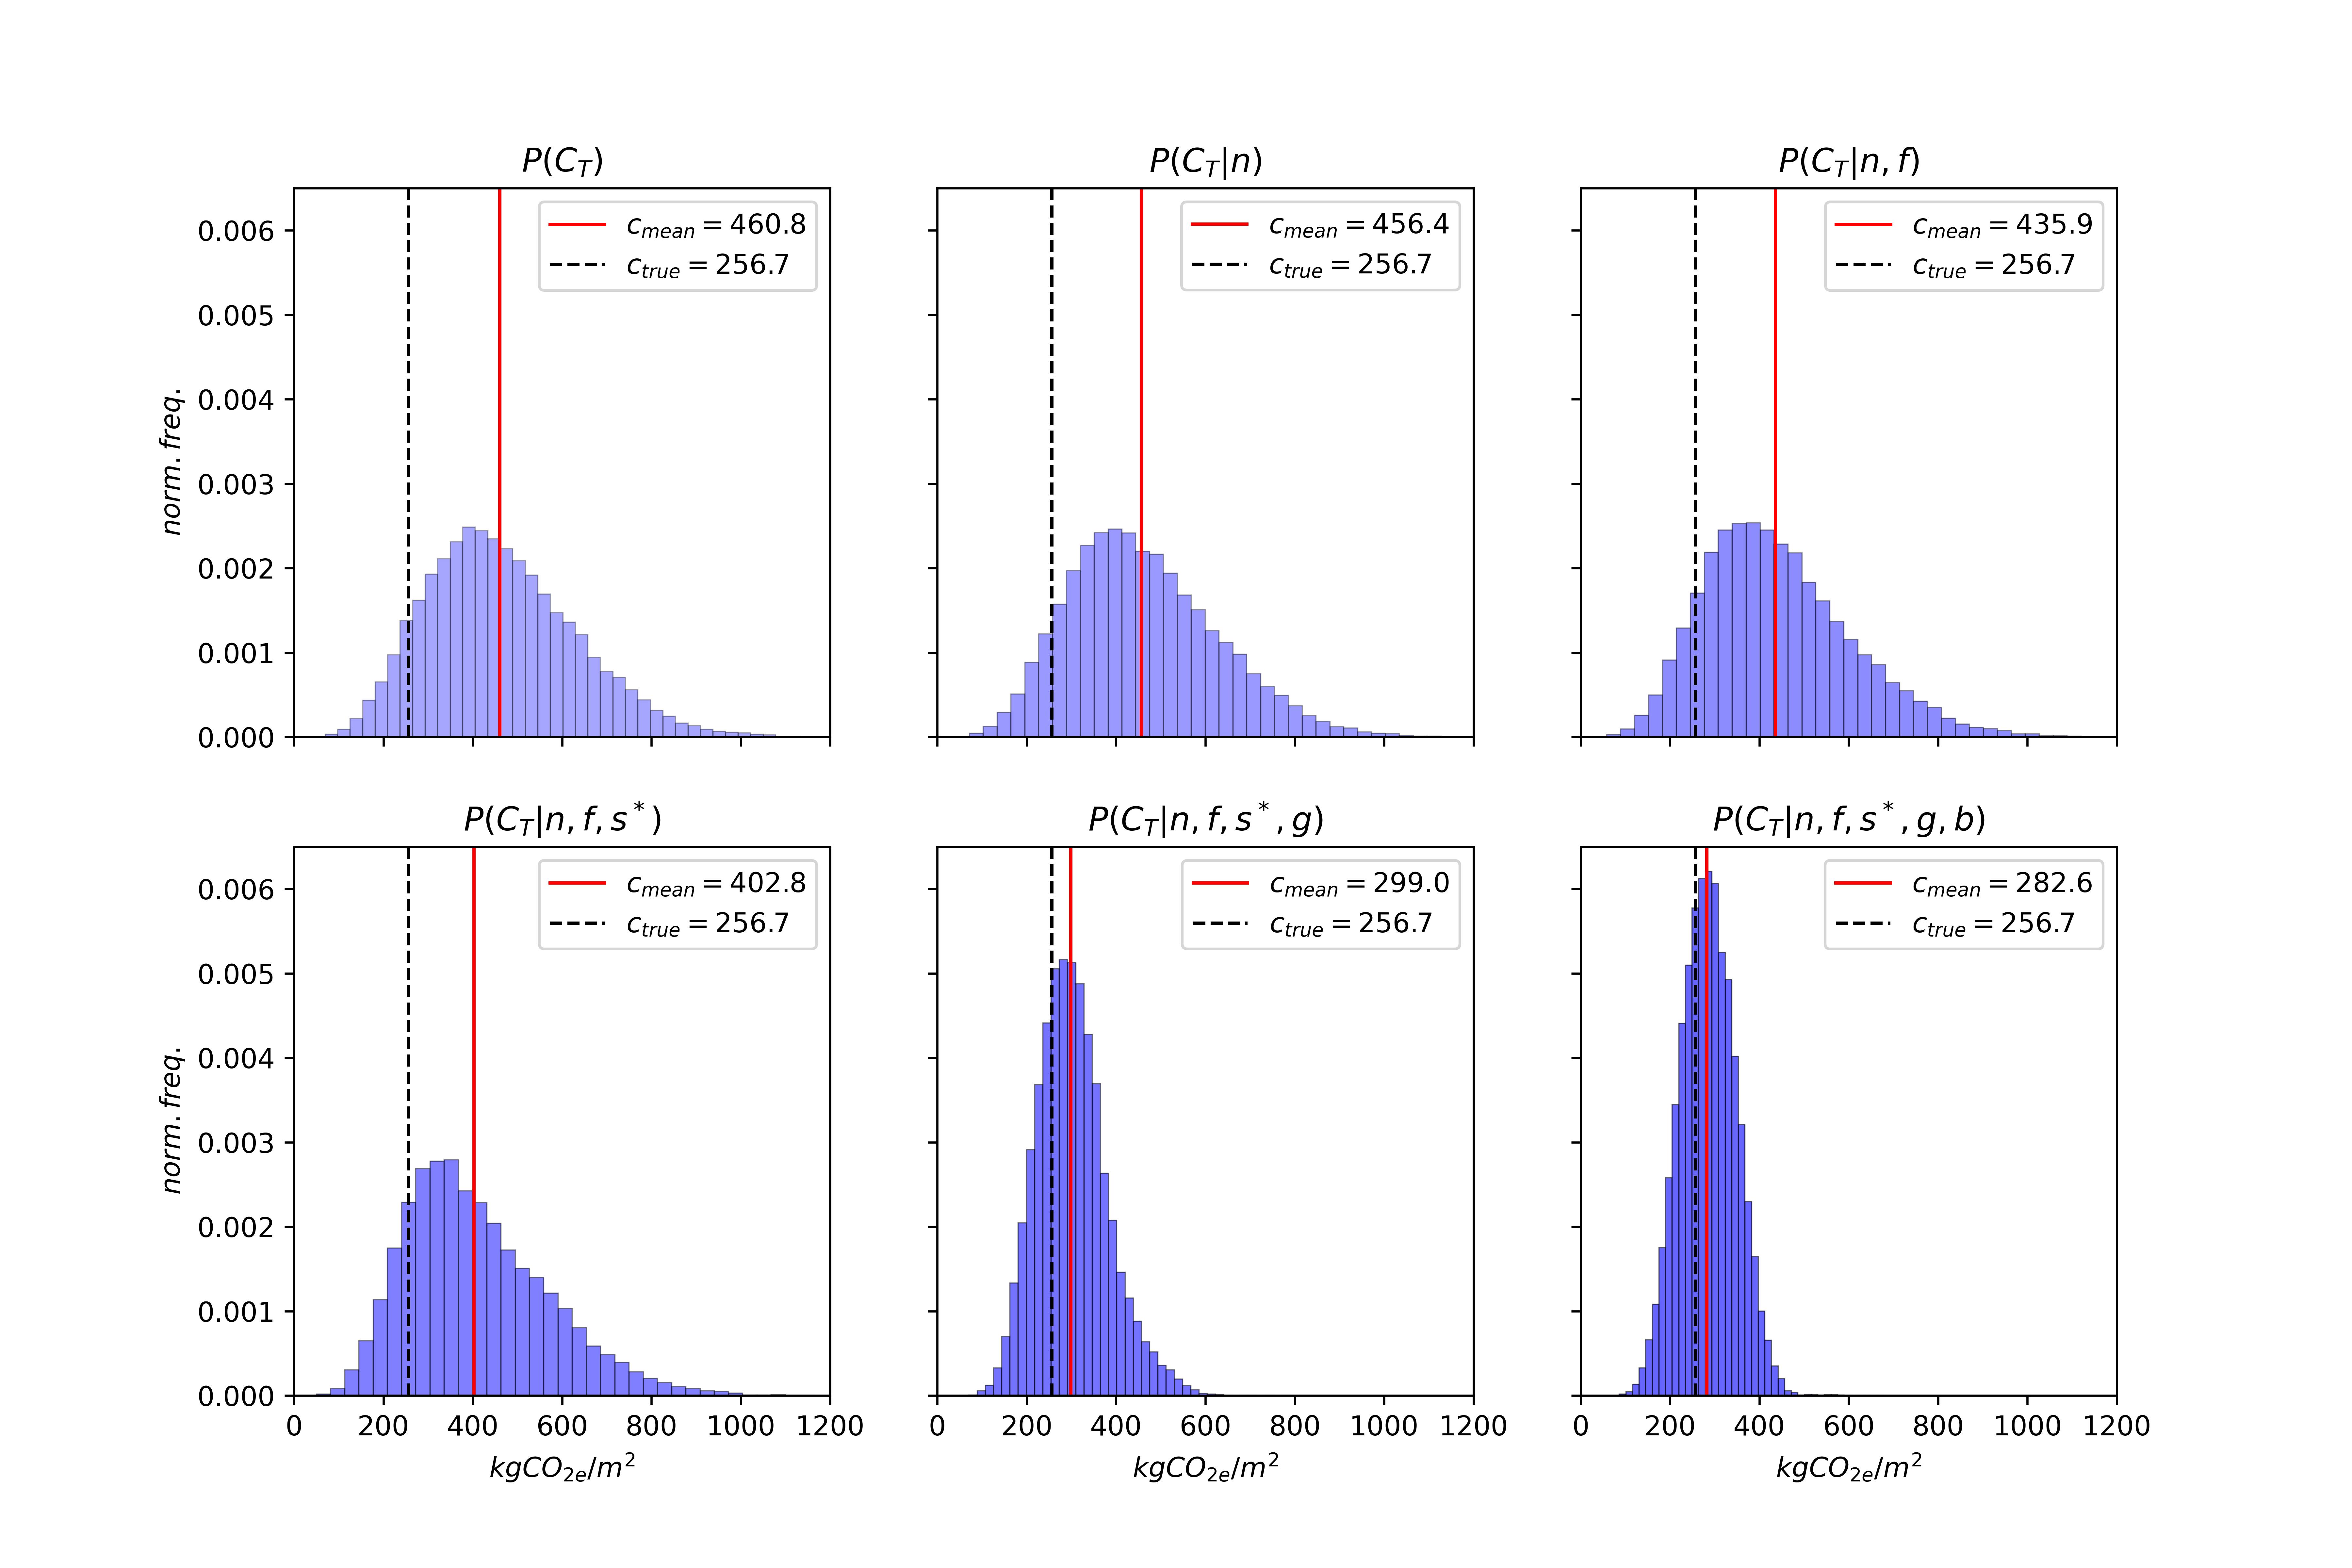 P(C_T)
P(C_T|n)
P(C_T|n, f)
c_mean = 460.8
c_true = 256.7
c_mean = 456.4
c_true = 256.7
c_mean = 435.9
c_true = 256.7
norm. freq.
0.006
0.005
0.004
0.003
0.002
0.001
0.000
P(C_T|n, f, s*)
P(C_T|n, f, s*, g)
P(C_T|n, f, s*, g, b)
c_mean = 402.8
c_true = 256.7
c_mean = 299.0
c_true = 256.7
c_mean = 282.6
c_true = 256.7
norm. freq.
0.006
0.005
0.004
0.003
0.002
0.001
0.000
0 200 400 600 800 1000 1200
0 200 400 600 800 1000 1200
0 200 400 600 800 1000 1200
kgCO_2e/m²
kgCO_2e/m²
kgCO_2e/m²